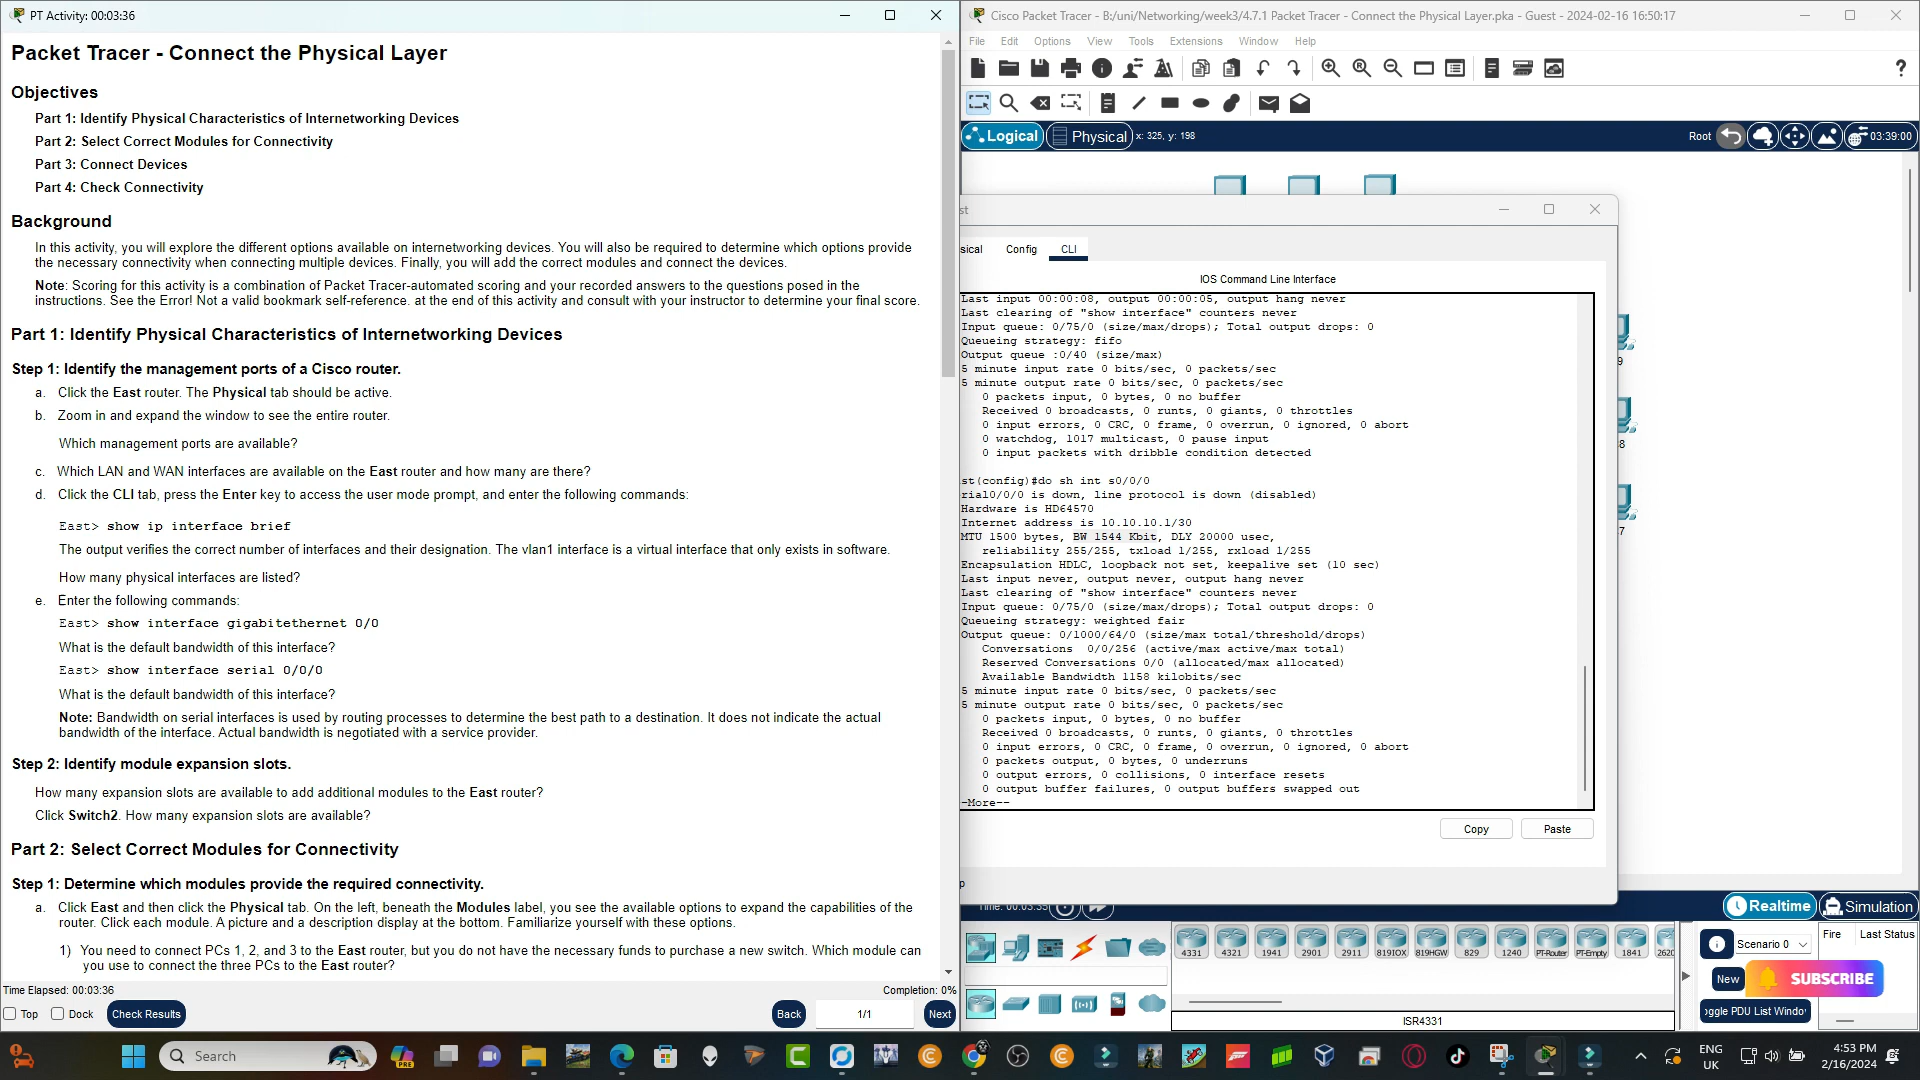 PT Activity: 00:03:36
Packet Tracer - Connect the Physical Layer
Objectives
Part 1: Identify Physical Characteristics of Internetworking Devices
Part 2: Select Correct Modules for Connectivity
Part 3: Connect Devices
Part 4: Check Connectivity
Background
In this activity, you will explore the different options available on internetworking devices. You will also be required to determine which options provide
the necessary connectivity when connecting multiple devices. Finally, you will add the correct modules and connect the devices.
Note: Scoring for this activity is a combination of Packet Tracer-automated scoring and your recorded answers to the questions posed in the
instructions. See the Error! Not a valid bookmark self-reference. at the end of this activity and consult with your instructor to determine your final score.
Part 1: Identify Physical Characteristics of Internetworking Devices
Step 1: Identify the management ports of a Cisco router.
a. Click the East router. The Physical tab should be active.
b. Zoom in and expand the window to see the entire router.
Which management ports are available?
c. Which LAN and WAN interfaces are available on the East router and how many are there?
d. Click the CLI tab, press the Enter key to access the user mode prompt, and enter the following commands:
East> show ip interface brief
The output verifies the correct number of interfaces and their designation. The vlan1 interface is a virtual interface that only exists in software.
How many physical interfaces are listed?
e. Enter the following commands:
East> show interface gigabitethernet 0/0
What is the default bandwidth of this interface?
East> show interface serial 0/0/0
What is the default bandwidth of this interface?
Note: Bandwidth on serial interfaces is used by routing processes to determine the best path to a destination. It does not indicate the actual
bandwidth of the interface. Actual bandwidth is negotiated with a service provider.
Step 2: Identify module expansion slots.
How many expansion slots are available to add additional modules to the East router?
Click Switch2. How many expansion slots are available?
Part 2: Select Correct Modules for Connectivity
Step 1: Determine which modules provide the required connectivity.
a. Click East and then click the Physical tab. On the left, beneath the Modules label, you see the available options to expand the capabilities of the
router. Click each module. A picture and a description display at the bottom. Familiarize yourself with these options.
1) You need to connect PCs 1, 2, and 3 to the East router, but you do not have the necessary funds to purchase a new switch. Which module can
you use to connect the three PCs to the East router?
Time Elapsed: 00:03:36 Completion: 0%
Top Dock Check Results Back 1/1 Next
Cisco Packet Tracer - B:/uni/Networking/week3/4.7.1 Packet Tracer - Connect the Physical Layer.pka - Guest - 2024-02-16 16:50:17
File Edit Options View Tools Extensions Window Help
?
Logical Physical x: 325, y: 198 Root 03:39:00
st
sical Config CLI
IOS Command Line Interface
Last input 00:00:08, output 00:00:05, output hang never
Last clearing of "show interface" counters never
Input queue: 0/75/0 (size/max/drops); Total output drops: 0
Queueing strategy: fifo
Output queue :0/40 (size/max)
5 minute input rate 0 bits/sec, 0 packets/sec
5 minute output rate 0 bits/sec, 0 packets/sec
0 packets input, 0 bytes, 0 no buffer
Received 0 broadcasts, 0 runts, 0 giants, 0 throttles
0 input errors, 0 CRC, 0 frame, 0 overrun, 0 ignored, 0 abort
0 watchdog, 1017 multicast, 0 pause input
0 input packets with dribble condition detected
st(config)#do sh int s0/0/0
rial0/0/0 is down, line protocol is down (disabled)
Hardware is HD64570
Internet address is 10.10.10.1/30
MTU 1500 bytes, BW 1544 Kbit, DLY 20000 usec,
reliability 255/255, txload 1/255, rxload 1/255
Encapsulation HDLC, loopback not set, keepalive set (10 sec)
Last input never, output never, output hang never
Last clearing of "show interface" counters never
Input queue: 0/75/0 (size/max/drops); Total output drops: 0
Queueing strategy: weighted fair
Output queue: 0/1000/64/0 (size/max total/threshold/drops)
Conversations 0/0/256 (active/max active/max total)
Reserved Conversations 0/0 (allocated/max allocated)
Available Bandwidth 1158 kilobits/sec
5 minute input rate 0 bits/sec, 0 packets/sec
5 minute output rate 0 bits/sec, 0 packets/sec
0 packets input, 0 bytes, 0 no buffer
Received 0 broadcasts, 0 runts, 0 giants, 0 throttles
0 input errors, 0 CRC, 0 frame, 0 overrun, 0 ignored, 0 abort
0 packets output, 0 bytes, 0 underruns
0 output errors, 0 collisions, 0 interface resets
0 output buffer failures, 0 output buffers swapped out
-More--
Copy Paste
p
9
8
7
Time: 00:03:35
Realtime Simulation
4331 4321 1941 2901 2911 819IOX 819HGW 829 1240 PT-Router PT-Empty 1841 2620
ISR4331
Scenario 0
New
oggle PDU List Windo
Fire Last Status
SUBSCRIBE
Search
PRE
ENG
UK
4:53 PM
2/16/2024